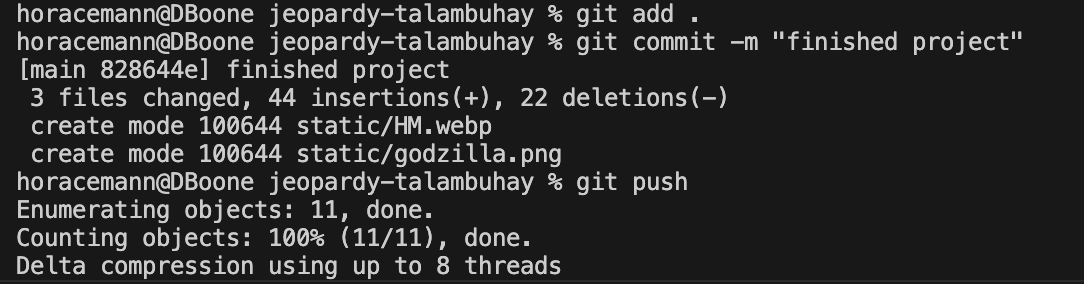 horacemann@DBoone jeopardy-talambuhay % git add .
horacemann@DBoone jeopardy-talambuhay % git commit -m "finished project"
[main 828644e] finished project
 3 files changed, 44 insertions(+), 22 deletions(-)
 create mode 100644 static/HM.webp
 create mode 100644 static/godzilla.png
horacemann@DBoone jeopardy-talambuhay % git push
Enumerating objects: 11, done.
Counting objects: 100% (11/11), done.
Delta compression using up to 8 threads